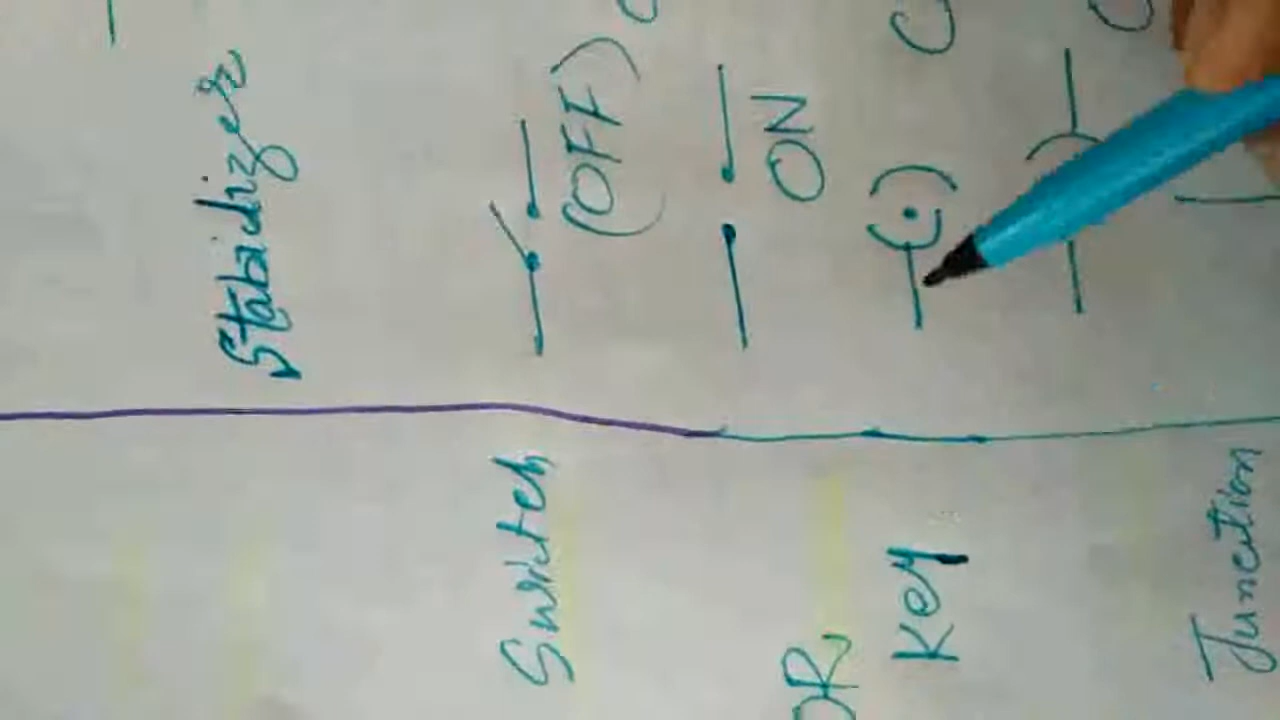 Stabilizer
Switch
(OFF)
ON
OR,
Key
Junction